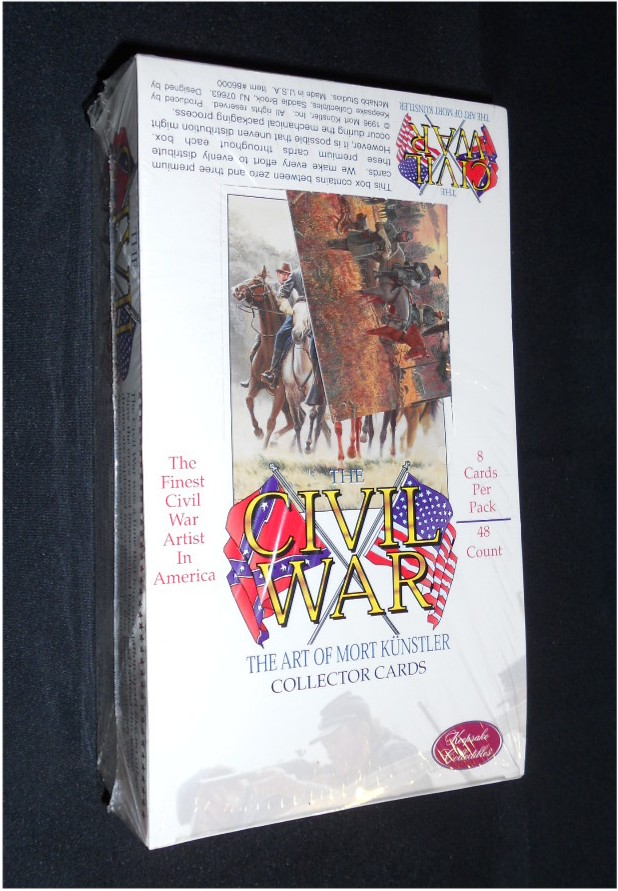 This box contains between zero and three premium
cards. We make every effort to evenly distribute
these premium cards throughout each box.
However, it is possible that uneven distribution might
occur during the mechanical packaging process.
© 1996 Mort Künstler, Inc. All rights reserved. Produced by
Keepsake Collectibles, Saddle Brook, NJ 07663. Designed by
McNabb Studios. Made in U.S.A. Item #86000
THE
CIVIL
WAR
THE ART OF MORT KÜNSTLER
The
Finest
Civil
War
Artist
In
America
8
Cards
Per
Pack
48
Count
THE
CIVIL
WAR
THE ART OF MORT KÜNSTLER
COLLECTOR CARDS
Keepsake
Collectibles
THE
CIVIL
WAR